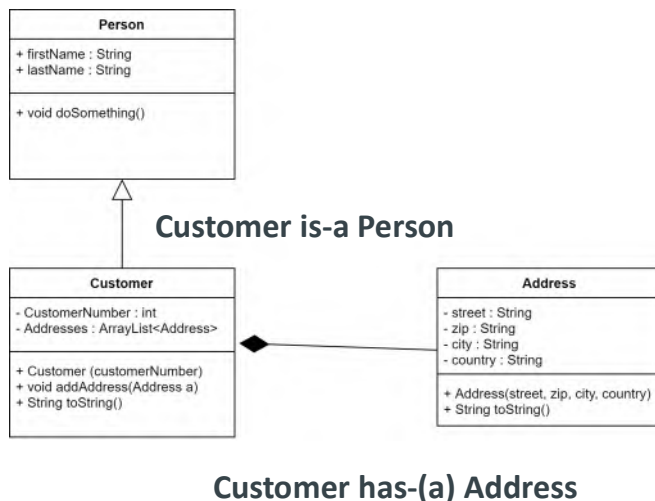 Person
+ firstName : String
+ lastName : String
+ void doSomething()
Customer is-a Person
Customer
- CustomerNumber : int
- Addresses : ArrayList<Address>
+ Customer (customerNumber)
+ void addAddress(Address a)
+ String toString()
Address
- street : String
- zip : String
- city : String
- country : String
+ Address(street, zip, city, country)
+ String toString()
Customer has-(a) Address